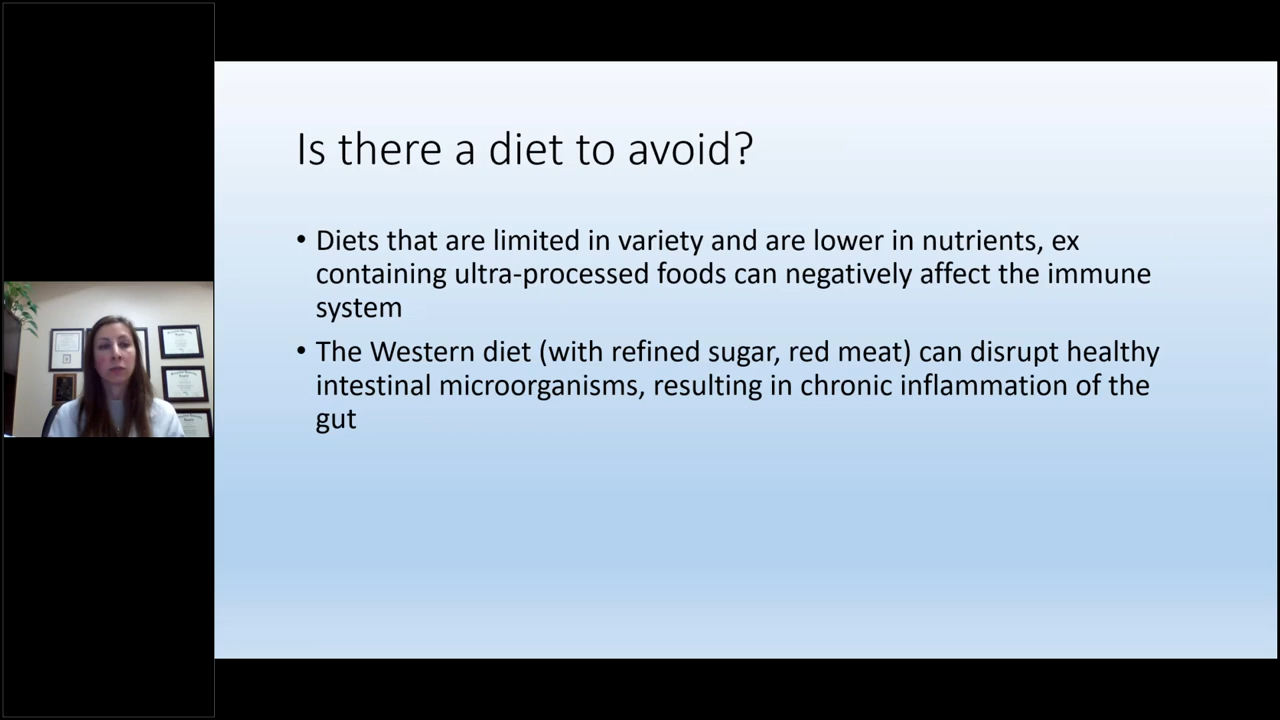 Is there a diet to avoid?
• Diets that are limited in variety and are lower in nutrients, ex
containing ultra-processed foods can negatively affect the immune
system
• The Western diet (with refined sugar, red meat) can disrupt healthy
intestinal microorganisms, resulting in chronic inflammation of the
gut